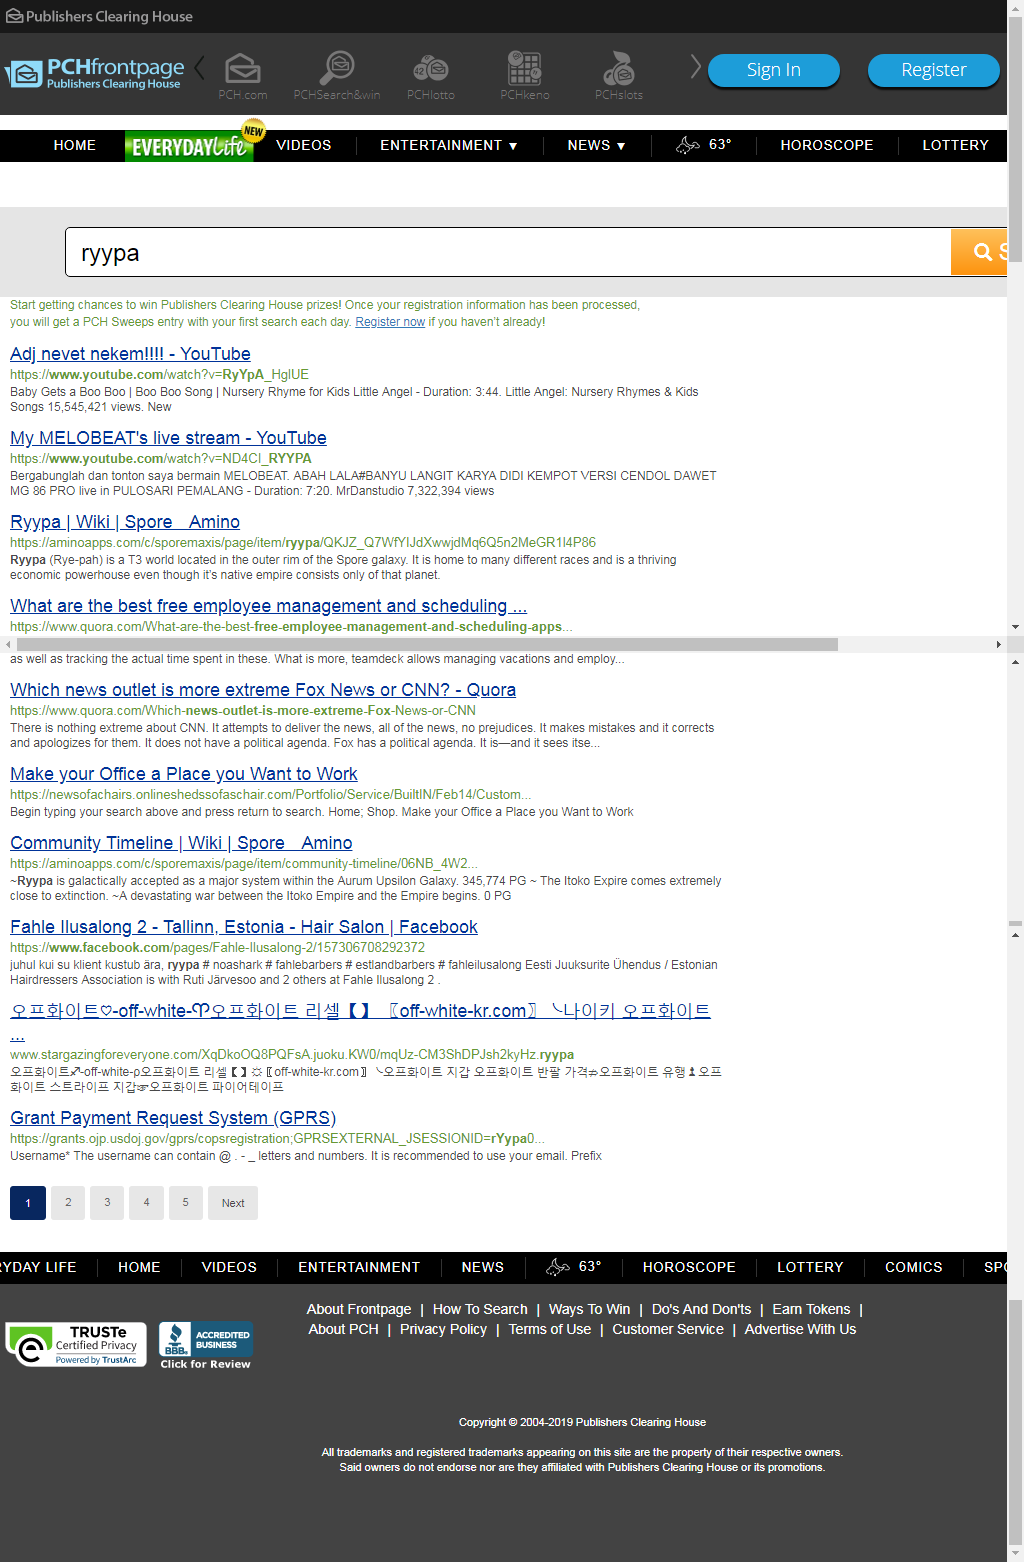 Publishers Clearing House
PCHfrontpage
Publishers Clearing House
PCH.com
PCHSearch&win
PCHlotto
PCHkeno
PCHslots
Sign In
Register
HOME
EVERYDAY Life
NEW
VIDEOS
ENTERTAINMENT ▼
NEWS ▼
63°
HOROSCOPE
LOTTERY
ryypa
Start getting chances to win Publishers Clearing House prizes! Once your registration information has been processed,
you will get a PCH Sweeps entry with your first search each day. Register now if you haven't already!
Adj nevet nekem!!!! - YouTube
https://www.youtube.com/watch?v=RyYpA_HglUE
Baby Gets a Boo Boo | Boo Boo Song | Nursery Rhyme for Kids Little Angel - Duration: 3:44. Little Angel: Nursery Rhymes & Kids
Songs 15,545,421 views. New
My MELOBEAT's live stream - YouTube
https://www.youtube.com/watch?v=ND4CI_RYYPA
Bergabunglah dan tonton saya bermain MELOBEAT. ABAH LALA#BANYU LANGIT KARYA DIDI KEMPOT VERSI CENDOL DAWET
MG 86 PRO live in PULOSARI PEMALANG - Duration: 7:20. MrDanstudio 7,322,394 views
Ryypa | Wiki | Spore Amino
https://aminoapps.com/c/sporemaxis/page/item/ryypa/QKJZ_Q7WfYIJdXwwjdMq6Q5n2MeGR1l4P86
Ryypa (Rye-pah) is a T3 world located in the outer rim of the Spore galaxy. It is home to many different races and is a thriving
economic powerhouse even though it's native empire consists only of that planet.
What are the best free employee management and scheduling ...
https://www.quora.com/What-are-the-best-free-employee-management-and-scheduling-apps...
as well as tracking the actual time spent in these. What is more, teamdeck allows managing vacations and employ...
Which news outlet is more extreme Fox News or CNN? - Quora
https://www.quora.com/Which-news-outlet-is-more-extreme-Fox-News-or-CNN
There is nothing extreme about CNN. It attempts to deliver the news, all of the news, no prejudices. It makes mistakes and it corrects
and apologizes for them. It does not have a political agenda. Fox has a political agenda. It is—and it sees itse...
Make your Office a Place you Want to Work
https://newsofachairs.onlineshedssofaschair.com/Portfolio/Service/BuiltIN/Feb14/Custom...
Begin typing your search above and press return to search. Home; Shop. Make your Office a Place you Want to Work
Community Timeline | Wiki | Spore Amino
https://aminoapps.com/c/sporemaxis/page/item/community-timeline/06NB_4W2...
~Ryypa is galactically accepted as a major system within the Aurum Upsilon Galaxy. 345,774 PG ~ The Itoko Expire comes extremely
close to extinction. ~A devastating war between the Itoko Empire and the Empire begins. 0 PG
Fahle Ilusalong 2 - Tallinn, Estonia - Hair Salon | Facebook
https://www.facebook.com/pages/Fahle-Ilusalong-2/157306708292372
juhul kui su klient kustub ära, ryypa # noashark # fahlebarbers # estlandbarbers # fahleilusalong Eesti Juuksurite Ühendus / Estonian
Hairdressers Association is with Ruti Järvesoo and 2 others at Fahle Ilusalong 2 .
오프화이트♡-off-white-♈오프화이트 리셀【】〖off-white-kr.com〗╰나이키 오프화이트
...
www.stargazingforeveryone.com/XqDkoOQ8PQFsA.juoku.KW0/mqUz-CM3ShDPJsh2kyHz.ryypa
오프화이트♐-off-white-ρ오프화이트 리셀【】☼〖off-white-kr.com〗╰오프화이트 지갑 오프화이트 반팔 가격⇍오프화이트 유행♝오프
화이트 스트라이프 지갑☞오프화이트 파이어테이프
Grant Payment Request System (GPRS)
https://grants.ojp.usdoj.gov/gprs/copsregistration;GPRSEXTERNAL_JSESSIONID=rYypa0...
Username* The username can contain @ . - _ letters and numbers. It is recommended to use your email. Prefix
1 2 3 4 5 Next
RYDAY LIFE
HOME
VIDEOS
ENTERTAINMENT
NEWS
63°
HOROSCOPE
LOTTERY
COMICS
SPO
About Frontpage | How To Search | Ways To Win | Do's And Don'ts | Earn Tokens |
About PCH | Privacy Policy | Terms of Use | Customer Service | Advertise With Us
TRUSTe
Certified Privacy
Powered by TrustArc
BBB.
ACCREDITED
BUSINESS
Click for Review
Copyright © 2004-2019 Publishers Clearing House
All trademarks and registered trademarks appearing on this site are the property of their respective owners.
Said owners do not endorse nor are they affiliated with Publishers Clearing House or its promotions.